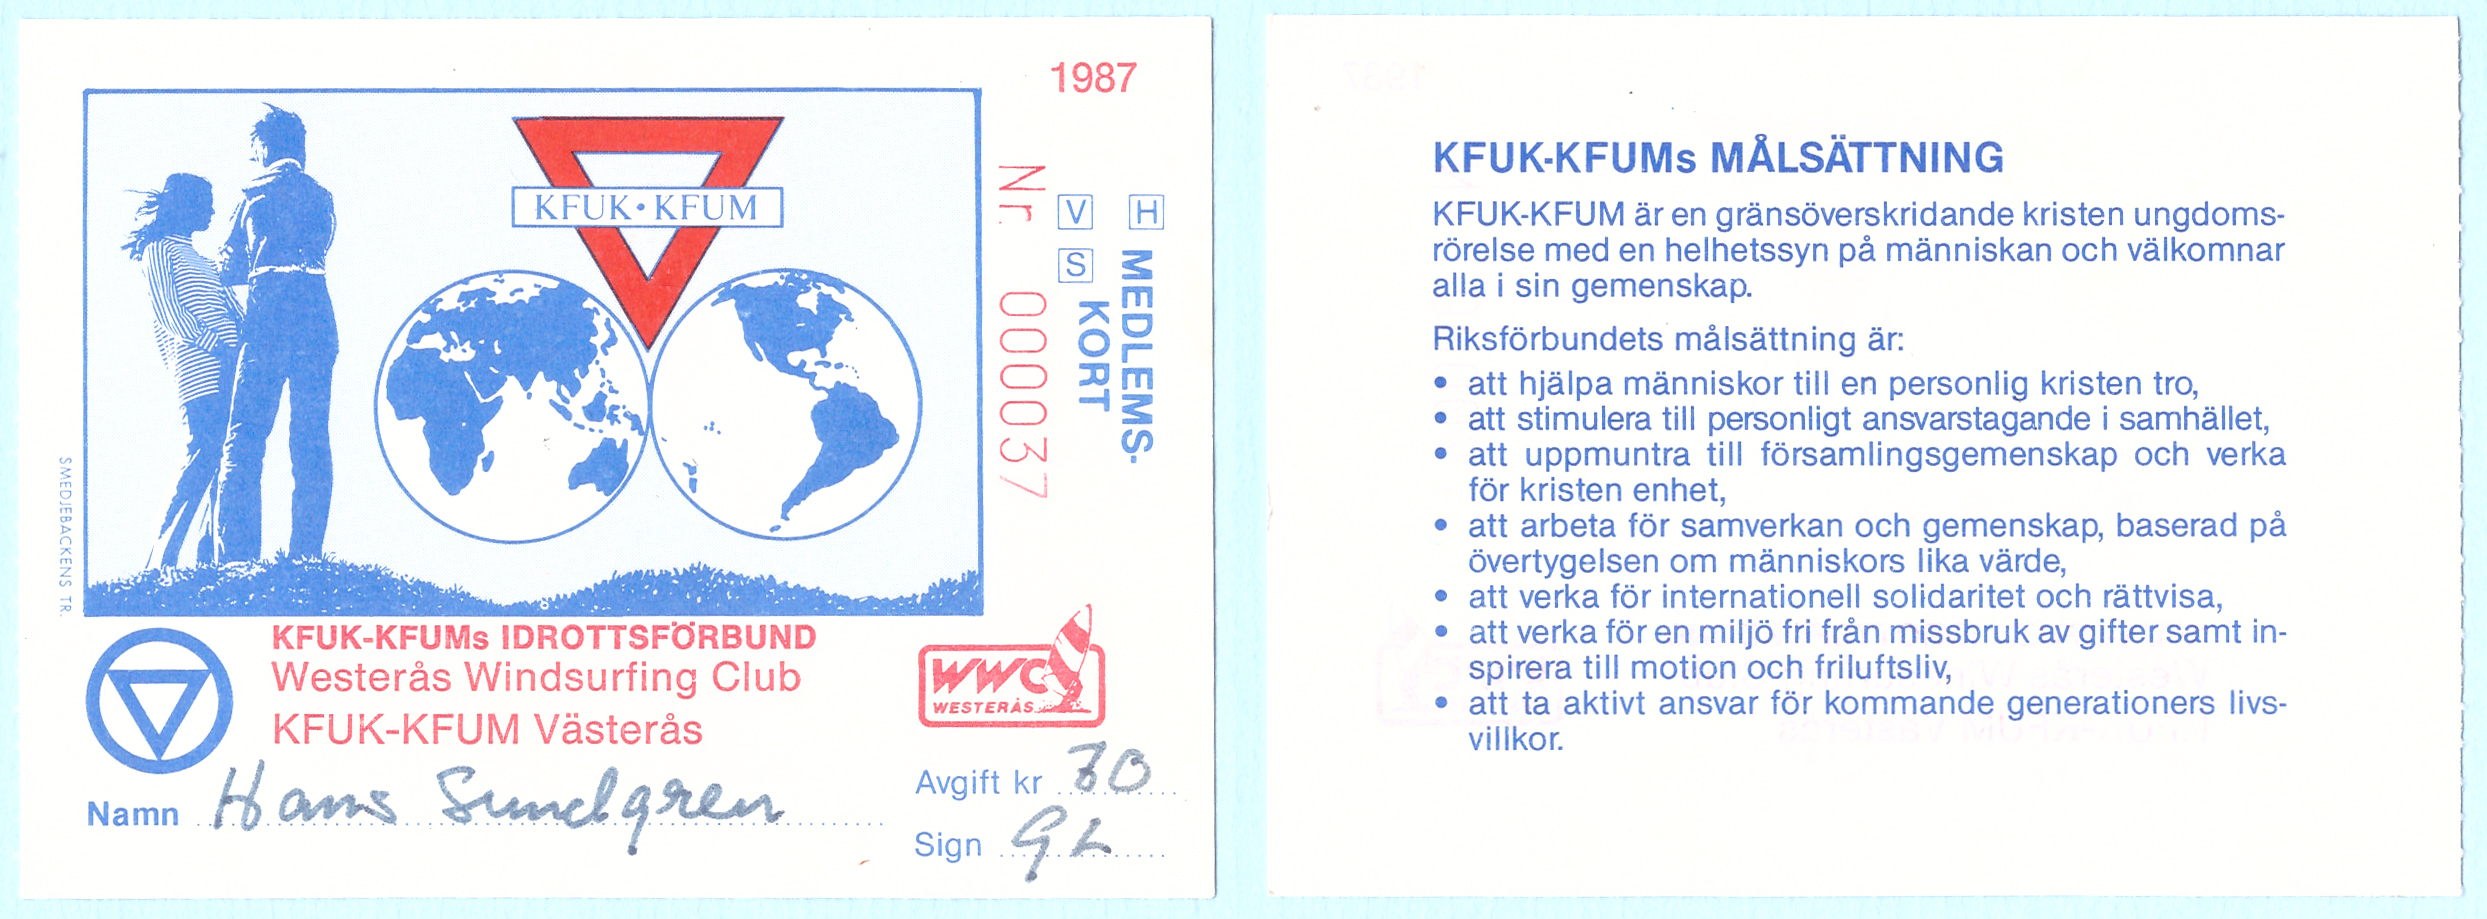 1987
KFUK·KFUM
Nr. 000037
V H
S
MEDLEMS-
KORT
SMEDJEBACKENS TR.
KFUK-KFUMs IDROTTSFÖRBUND
Westerås Windsurfing Club
KFUK-KFUM Västerås
WWC
WESTERÅS
Namn Hans Sundgren
Avgift kr 70
Sign GL
KFUK-KFUMs MÅLSÄTTNING
KFUK-KFUM är en gränsöverskridande kristen ungdoms-
rörelse med en helhetssyn på människan och välkomnar
alla i sin gemenskap.
Riksförbundets målsättning är:
• att hjälpa människor till en personlig kristen tro,
• att stimulera till personligt ansvarstagande i samhället,
• att uppmuntra till församlingsgemenskap och verka
för kristen enhet,
• att arbeta för samverkan och gemenskap, baserad på
övertygelsen om människors lika värde,
• att verka för internationell solidaritet och rättvisa,
• att verka för en miljö fri från missbruk av gifter samt in-
spirera till motion och friluftsliv,
• att ta aktivt ansvar för kommande generationers livs-
villkor.